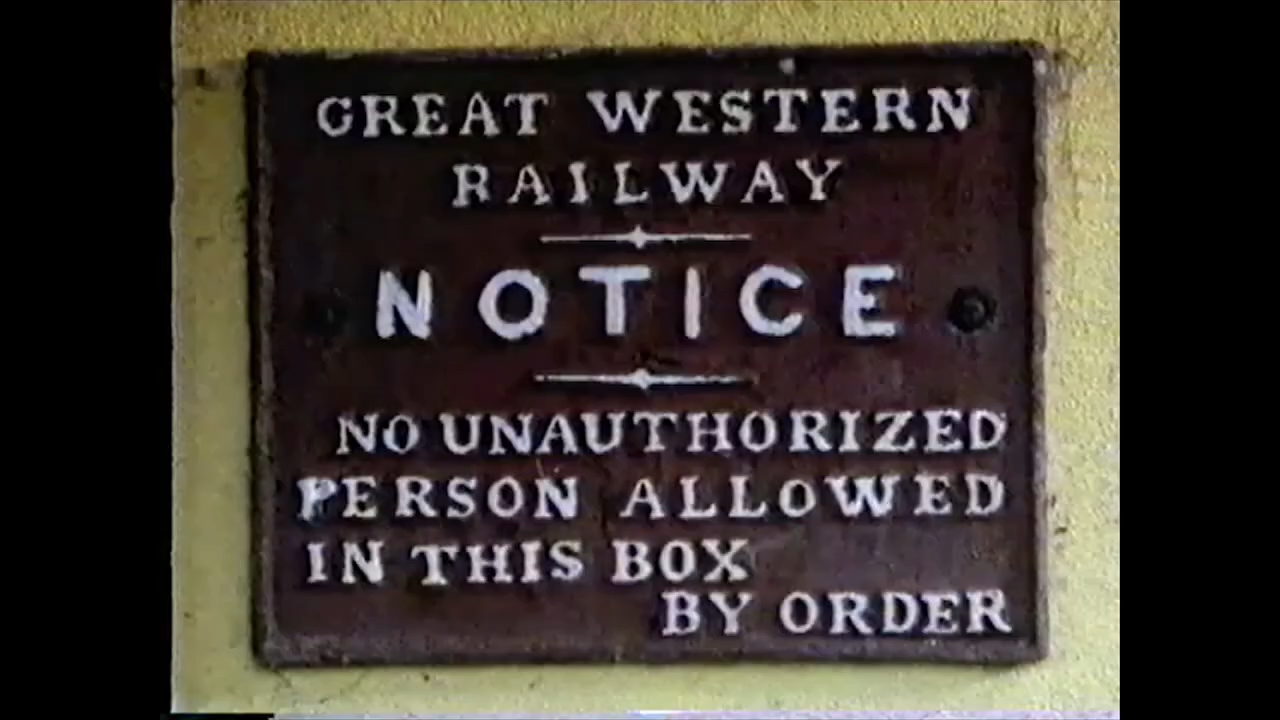 GREAT WESTERN
RAILWAY
NOTICE
NO UNAUTHORIZED
PERSON ALLOWED
IN THIS BOX
BY ORDER